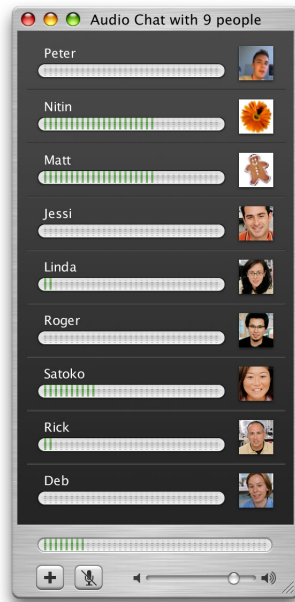 Audio Chat with 9 people
Peter
Nitin
Matt
Jessi
Linda
Roger
Satoko
Rick
Deb